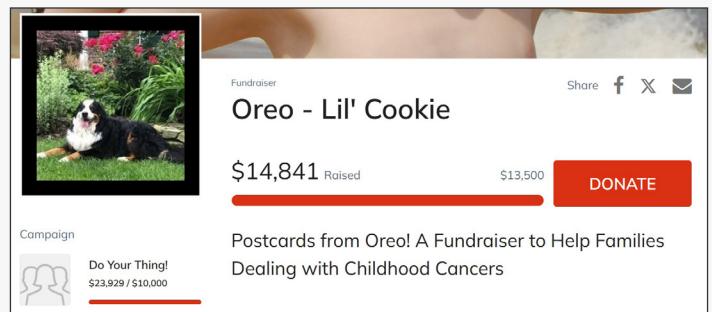 Fundraiser
Share
Oreo - Lil' Cookie
$14,841 Raised
$13,500
DONATE
Campaign
Do Your Thing!
$23,929 / $10,000
Postcards from Oreo! A Fundraiser to Help Families
Dealing with Childhood Cancers